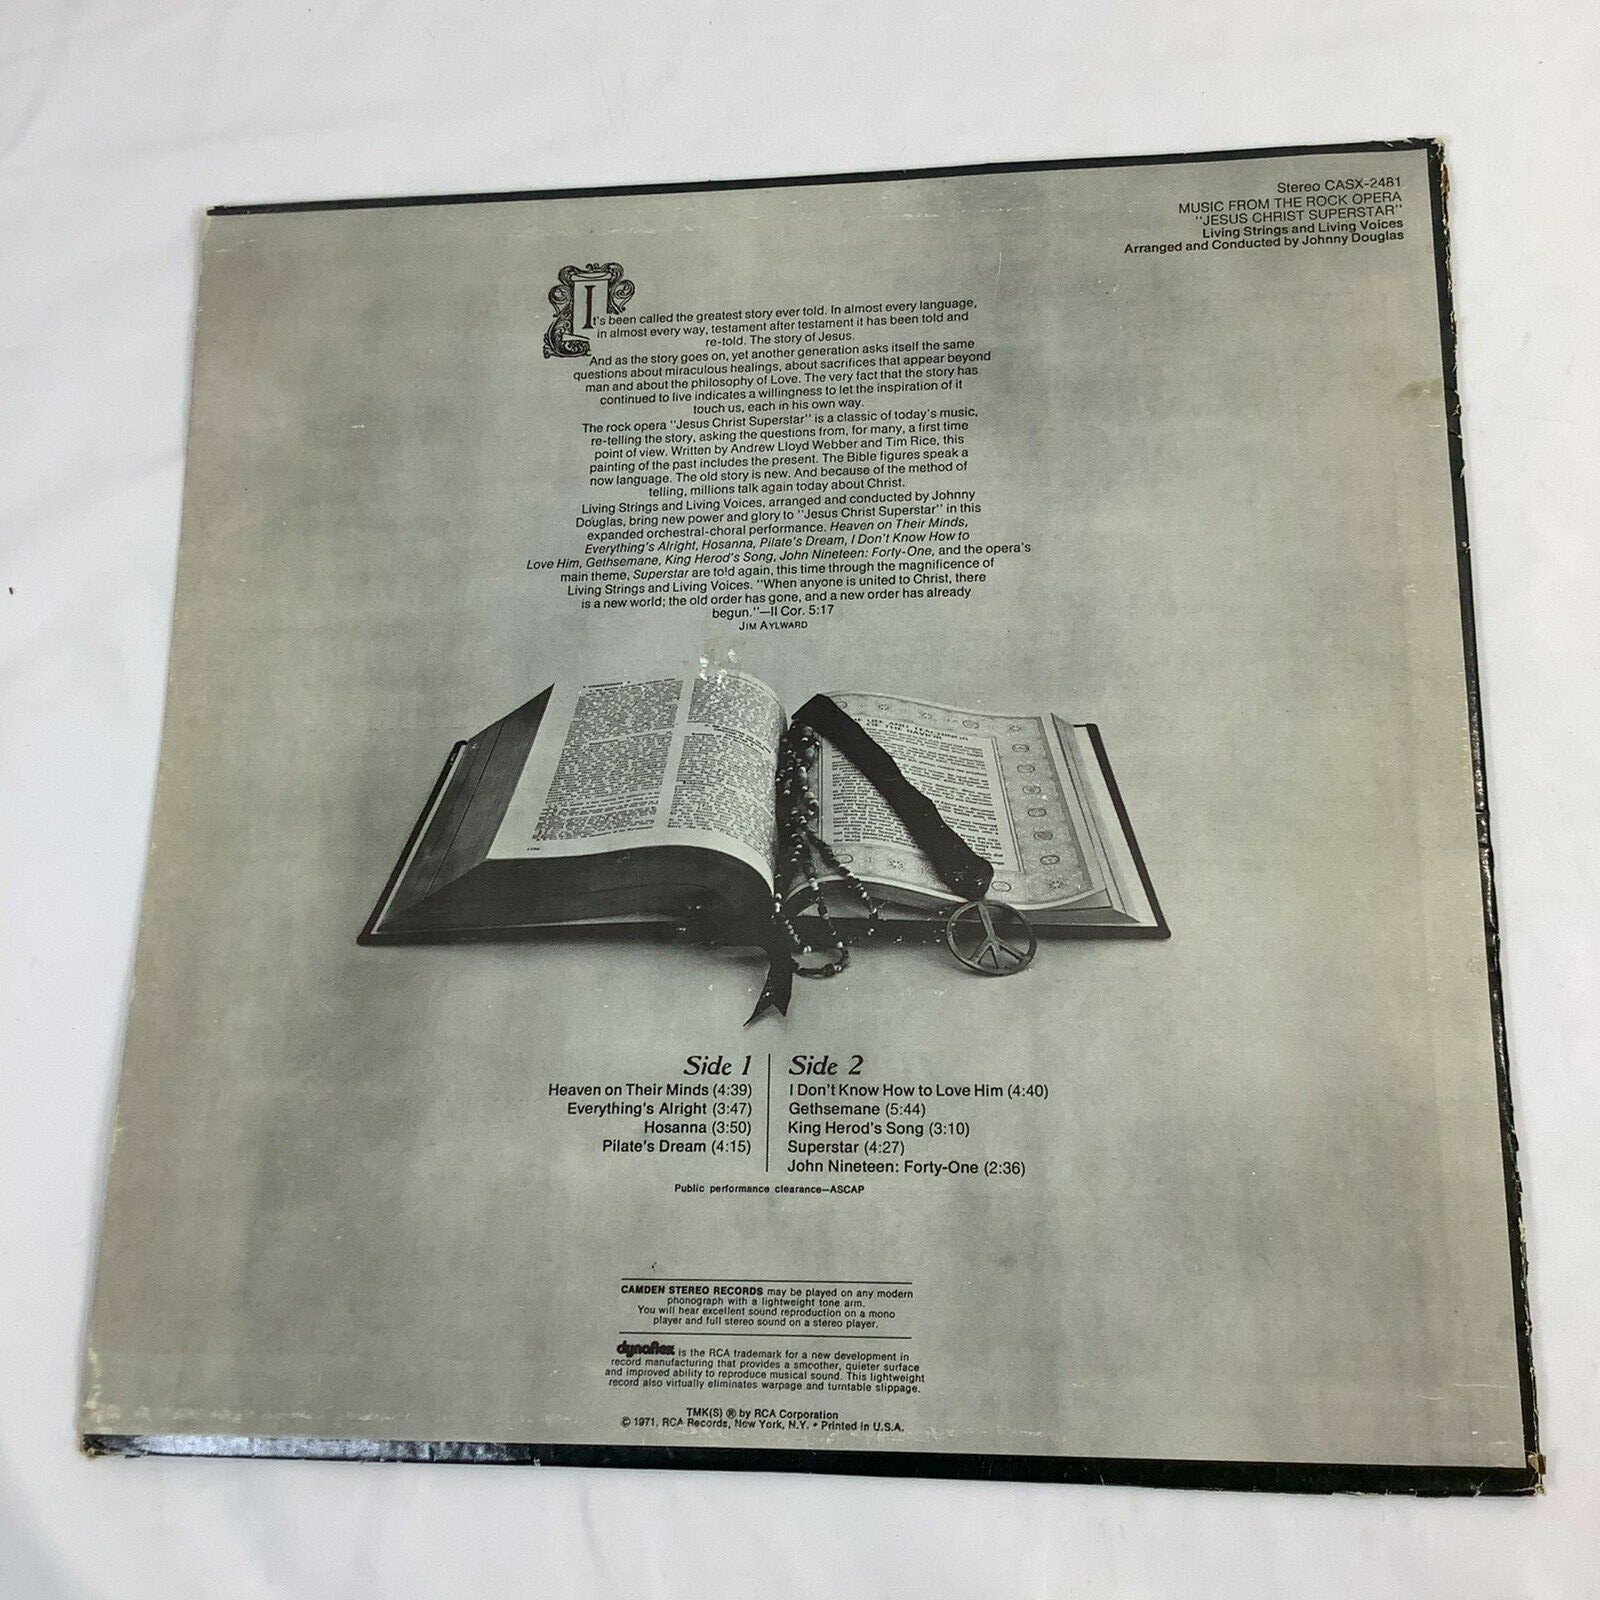 Stereo CASX-2481
MUSIC FROM THE ROCK OPERA
"JESUS CHRIST SUPERSTAR"
Living Strings and Living Voices
Arranged and Conducted by Johnny Douglas
It's been called the greatest story ever told. In almost every language,
in almost every way, testament after testament it has been told and
re-told. The story of Jesus.
And as the story goes on, yet another generation asks itself the same
questions about miraculous healings, about sacrifices that appear beyond
man and about the philosophy of Love. The very fact that the story has
continued to live indicates a willingness to let the inspiration of it
touch us, each in his own way.
The rock opera "Jesus Christ Superstar" is a classic of today's music,
re-telling the story, asking the questions from, for many, a first time
point of view. Written by Andrew Lloyd Webber and Tim Rice, this
painting of the past includes the present. The Bible figures speak a
now language. The old story is new. And because of the method of
telling, millions talk again today about Christ.
Living Strings and Living Voices, arranged and conducted by Johnny
Douglas, bring new power and glory to "Jesus Christ Superstar" in this
expanded orchestral-choral performance. Heaven on Their Minds,
Everything's Alright, Hosanna, Pilate's Dream, I Don't Know How to
Love Him, Gethsemane, King Herod's Song, John Nineteen: Forty-One, and the opera's
main theme, Superstar are told again, this time through the magnificence of
Living Strings and Living Voices. "When anyone is united to Christ, there
is a new world; the old order has gone, and a new order has already
begun."—II Cor. 5:17
JIM AYLWARD
Side 1
Heaven on Their Minds (4:39)
Everything's Alright (3:47)
Hosanna (3:50)
Pilate's Dream (4:15)
Side 2
I Don't Know How to Love Him (4:40)
Gethsemane (5:44)
King Herod's Song (3:10)
Superstar (4:27)
John Nineteen: Forty-One (2:36)
Public performance clearance—ASCAP
CAMDEN STEREO RECORDS may be played on any modern
phonograph with a lightweight tone arm.
You will hear excellent sound reproduction on a mono
player and full stereo sound on a stereo player.
dynaflex is the RCA trademark for a new development in
record manufacturing that provides a smoother, quieter surface
and improved ability to reproduce musical sound. This lightweight
record also virtually eliminates warpage and turntable slippage.
TMK(S) ® by RCA Corporation
© 1971, RCA Records, New York, N.Y. • Printed in U.S.A.